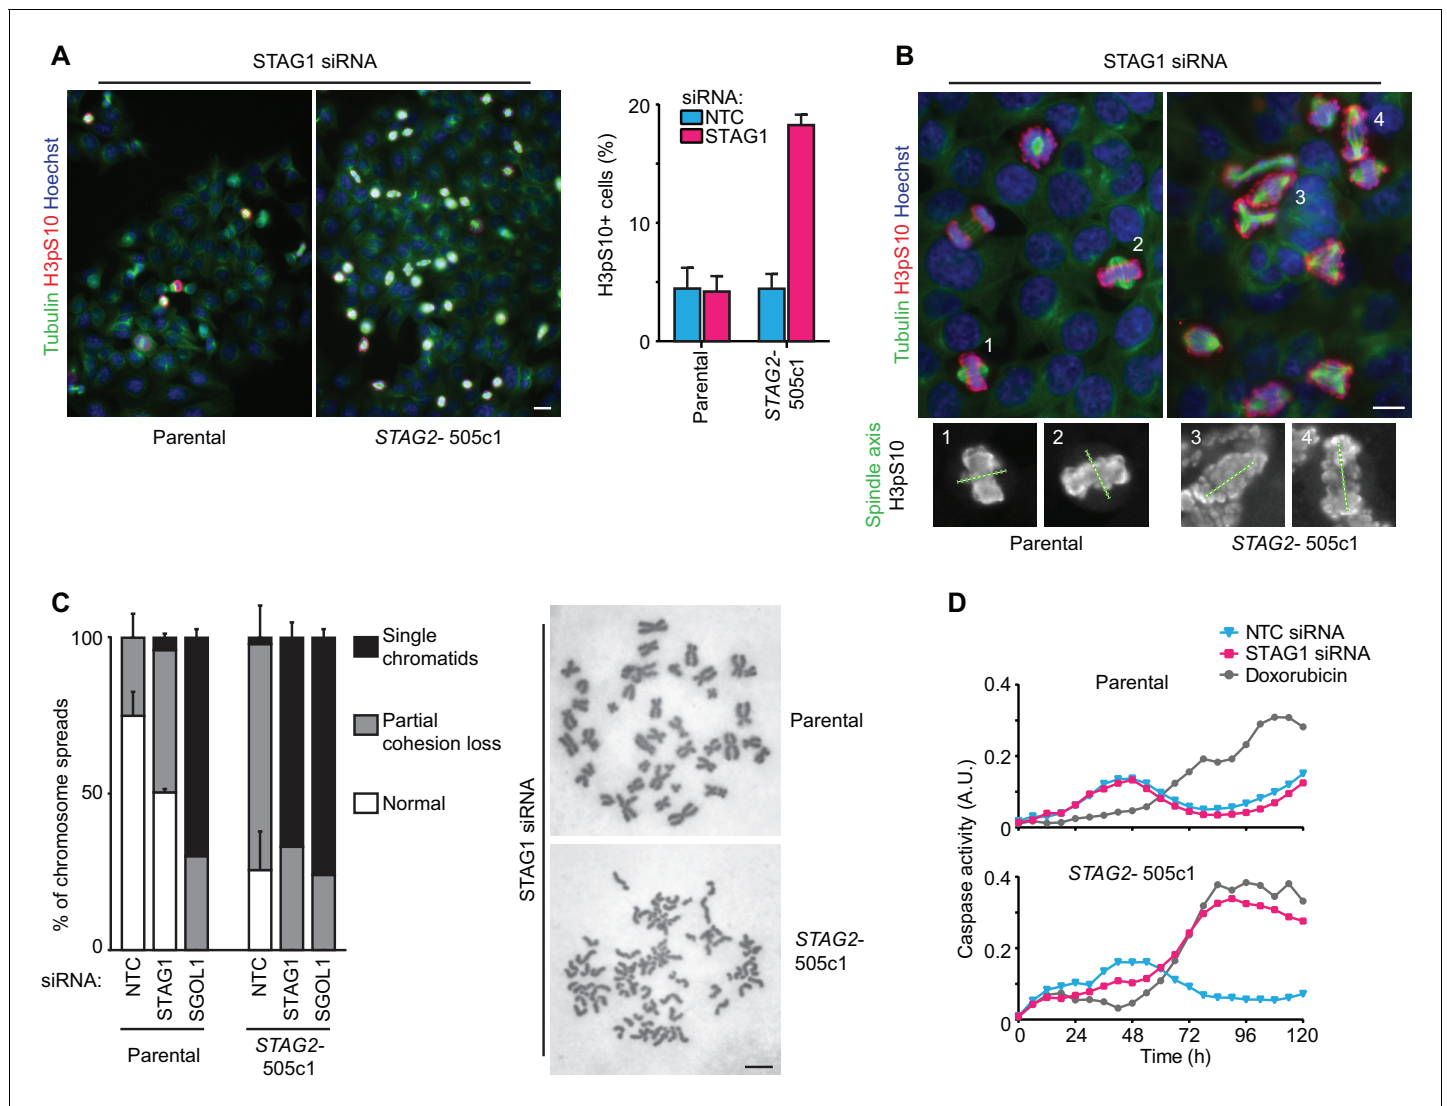 A
STAG1 siRNA
Tubulin H3pS10 Hoechst
Parental
STAG2- 505c1
siRNA:
NTC
STAG1
H3pS10+ cells (%)
20
10
0
Parental
STAG2-
505c1
B
STAG1 siRNA
Tubulin H3pS10 Hoechst
1
2
3
4
Spindle axis
H3pS10
1
2
3
4
Parental
STAG2- 505c1
C
% of chromosome spreads
100
50
0
Single
chromatids
Partial
cohesion loss
Normal
siRNA:
NTC
STAG1
SGOL1
NTC
STAG1
SGOL1
Parental
STAG2-
505c1
STAG1 siRNA
Parental
STAG2-
505c1
D
NTC siRNA
STAG1 siRNA
Doxorubicin
Caspase activity (A.U.)
Parental
0.4
0.2
0
STAG2- 505c1
0.4
0.2
0
0
24
48
72
96
120
Time (h)